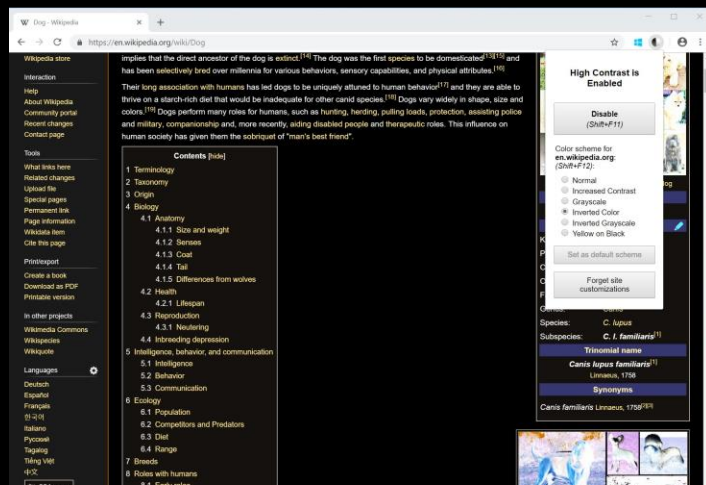 Dog - Wikipedia
https://en.wikipedia.org/wiki/Dog
Wikipedia store
Interaction
Help
About Wikipedia
Community portal
Recent changes
Contact page
Tools
What links here
Related changes
Upload file
Special pages
Permanent link
Page information
Wikidata item
Cite this page
Print/export
Create a book
Download as PDF
Printable version
In other projects
Wikimedia Commons
Wikispecies
Wikiquote
Languages
Deutsch
Español
Français
한국어
Italiano
Русский
Tagalog
Tiếng Việt
中文
implies that the direct ancestor of the dog is extinct.[14] The dog was the first species to be domesticated[13][15] and
has been selectively bred over millennia for various behaviors, sensory capabilities, and physical attributes.[16]
Their long association with humans has led dogs to be uniquely attuned to human behavior[17] and they are able to
thrive on a starch-rich diet that would be inadequate for other canid species.[18] Dogs vary widely in shape, size and
colors.[19] Dogs perform many roles for humans, such as hunting, herding, pulling loads, protection, assisting police
and military, companionship and, more recently, aiding disabled people and therapeutic roles. This influence on
human society has given them the sobriquet of "man's best friend".
Contents [hide]
1 Terminology
2 Taxonomy
3 Origin
4 Biology
4.1 Anatomy
4.1.1 Size and weight
4.1.2 Senses
4.1.3 Coat
4.1.4 Tail
4.1.5 Differences from wolves
4.2 Health
4.2.1 Lifespan
4.3 Reproduction
4.3.1 Neutering
4.4 Inbreeding depression
5 Intelligence, behavior, and communication
5.1 Intelligence
5.2 Behavior
5.3 Communication
6 Ecology
6.1 Population
6.2 Competitors and Predators
6.3 Diet
6.4 Range
7 Breeds
8 Roles with humans
8.1 Early roles
High Contrast is
Enabled
Disable
(Shift+F11)
Color scheme for
en.wikipedia.org:
(Shift+F12):
Normal
Increased Contrast
Grayscale
Inverted Color
Inverted Grayscale
Yellow on Black
Set as default scheme
Forget site
customizations
Genus: Canis
Species: C. lupus
Subspecies: C. l. familiaris[1]
Trinomial name
Canis lupus familiaris[1]
Linnaeus, 1758
Synonyms
Canis familiaris Linnaeus, 1758[2][3]